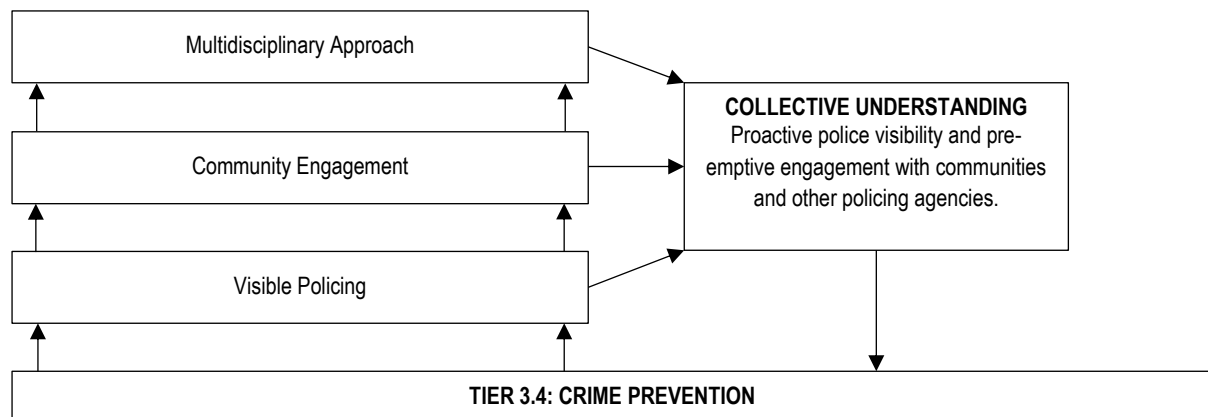 Multidisciplinary Approach
COLLECTIVE UNDERSTANDING
Proactive police visibility and pre-
emptive engagement with communities
and other policing agencies.
Community Engagement
Visible Policing
TIER 3.4: CRIME PREVENTION